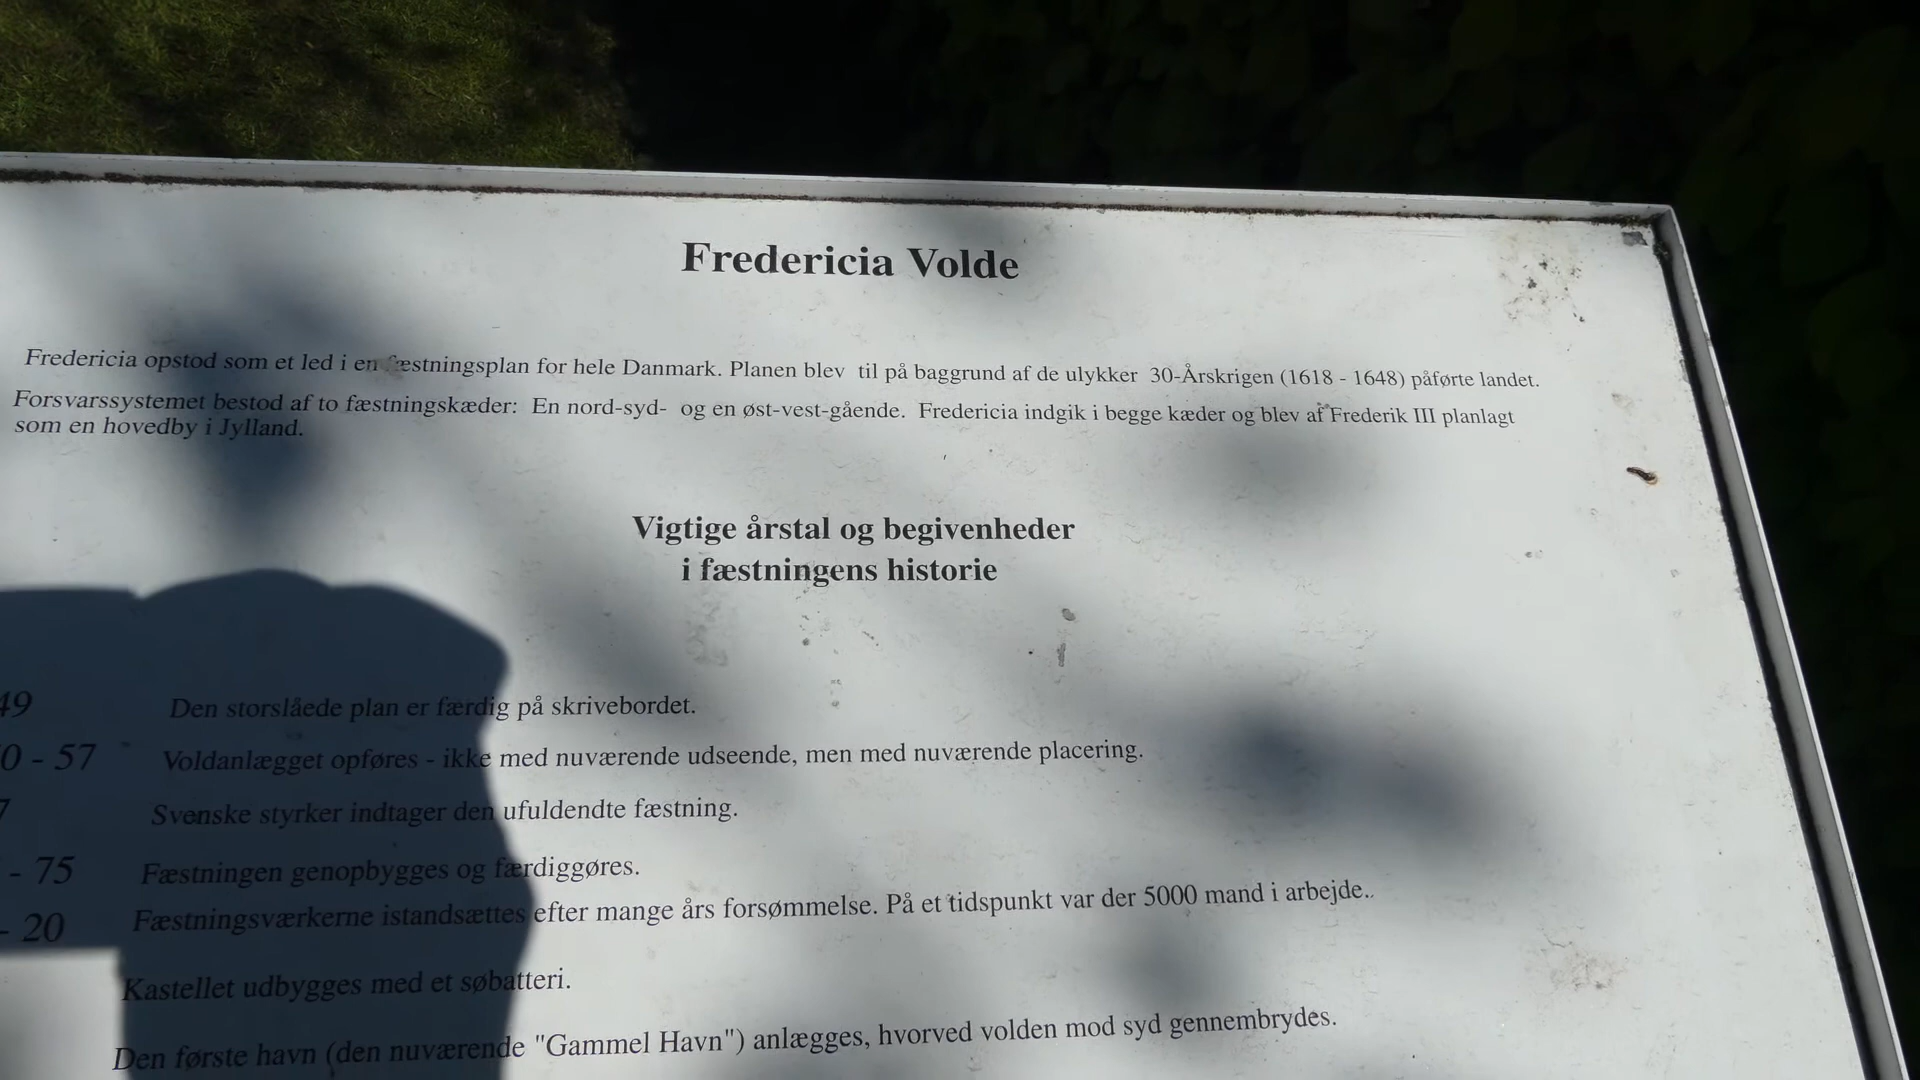 Fredericia Volde
Fredericia opstod som et led i en fæstningsplan for hele Danmark. Planen blev til på baggrund af de ulykker 30-Årskrigen (1618 - 1648) påførte landet.
Forsvarssystemet bestod af to fæstningskæder: En nord-syd- og en øst-vest-gående. Fredericia indgik i begge kæder og blev af Frederik III planlagt
som en hovedby i Jylland.
Vigtige årstal og begivenheder
i fæstningens historie
49 Den storslåede plan er færdig på skrivebordet.
0 - 57 Voldanlægget opføres - ikke med nuværende udseende, men med nuværende placering.
7 Svenske styrker indtager den ufuldendte fæstning.
- 75 Fæstningen genopbygges og færdiggøres.
- 20 Fæstningsværkerne istandsættes efter mange års forsømmelse. På et tidspunkt var der 5000 mand i arbejde..
Kastellet udbygges med et søbatteri.
Den første havn (den nuværende "Gammel Havn") anlægges, hvorved volden mod syd gennembrydes.